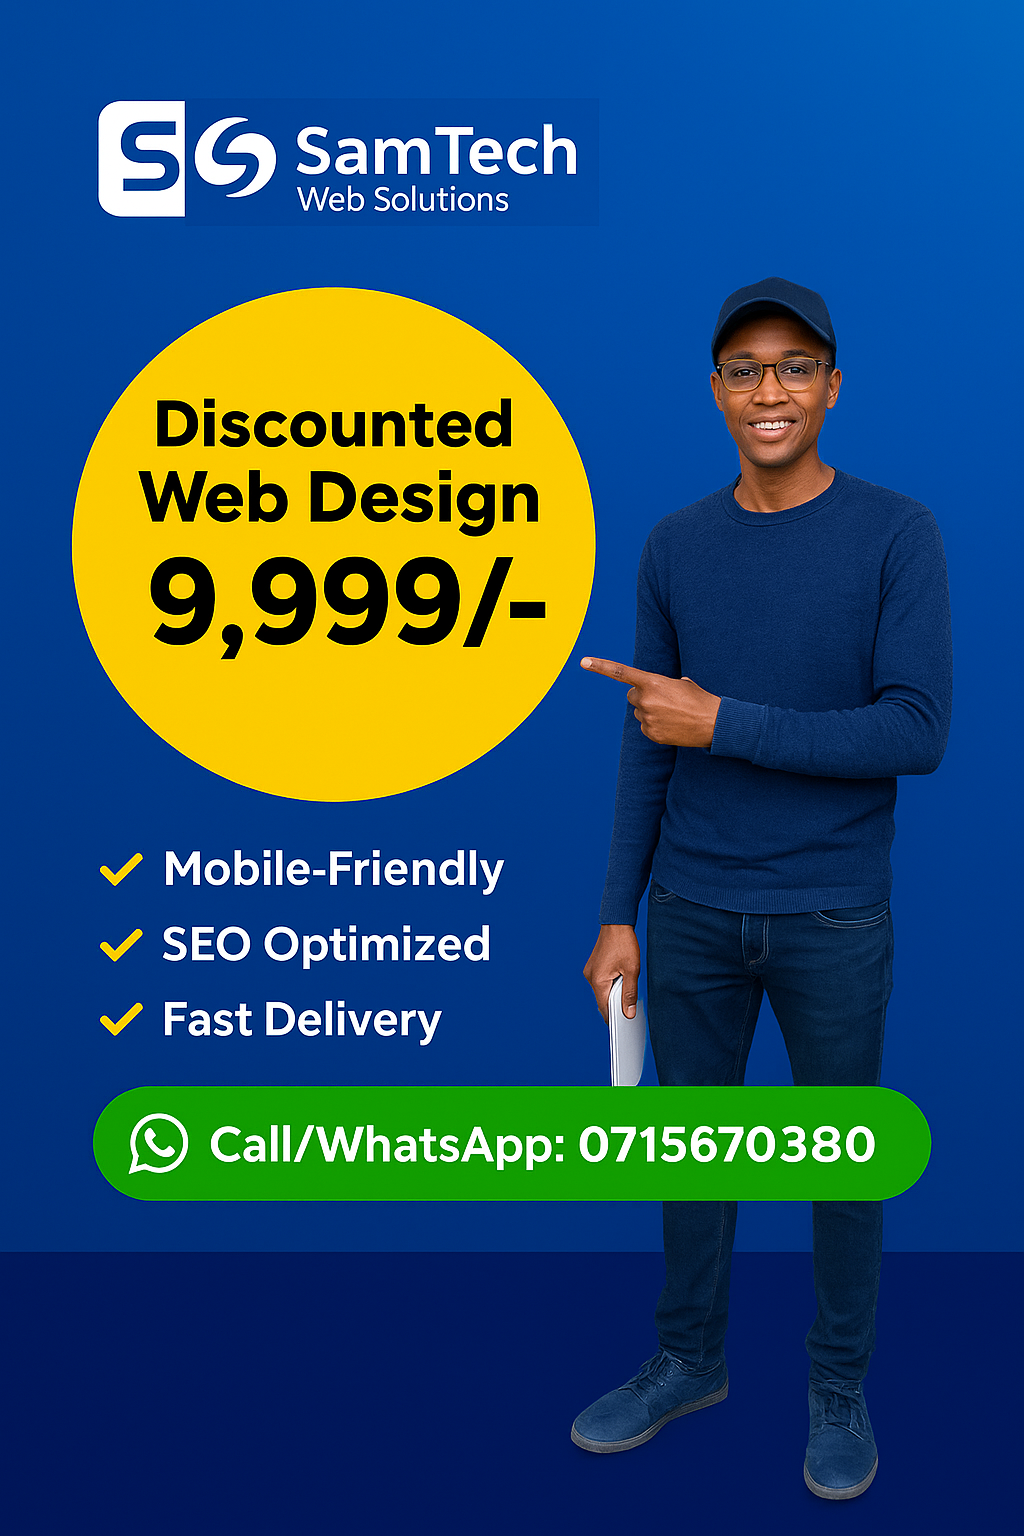 S SamTech
Web Solutions
Discounted
Web Design
9,999/-
Mobile-Friendly
SEO Optimized
Fast Delivery
Call/WhatsApp: 0715670380